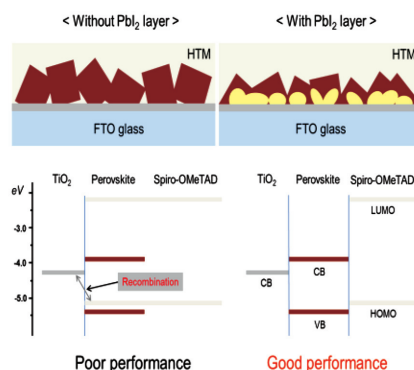 < Without PbI₂ layer >
< With PbI₂ layer >
HTM
HTM
FTO glass
FTO glass
TiO₂ Perovskite Spiro-OMeTAD
TiO₂ Perovskite Spiro-OMeTAD
eV
-3.0
-4.0
-5.0
Recombination
LUMO
CB
CB
HOMO
VB
Poor performance
Good performance